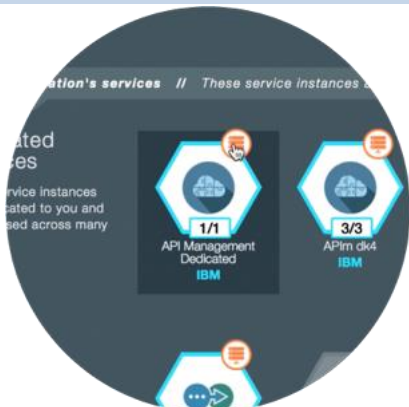 ation's services // These service instances a
ated
ces
ervice instances
cated to you and
sed across many
1/1
API Management
Dedicated
IBM
3/3
APIm dk4
IBM